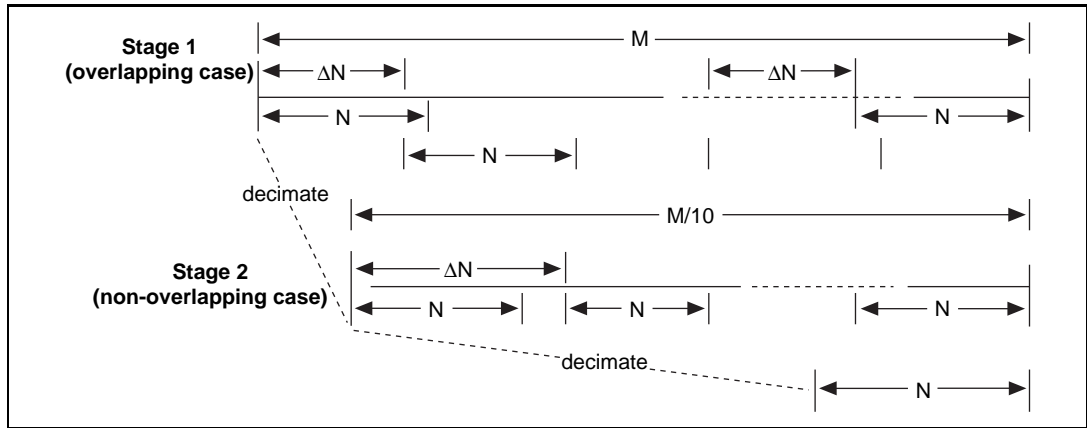 M
Stage 1
(overlapping case)
ΔN
ΔN
N
N
N
decimate
M/10
Stage 2
(non-overlapping case)
ΔN
N
N
N
decimate
N